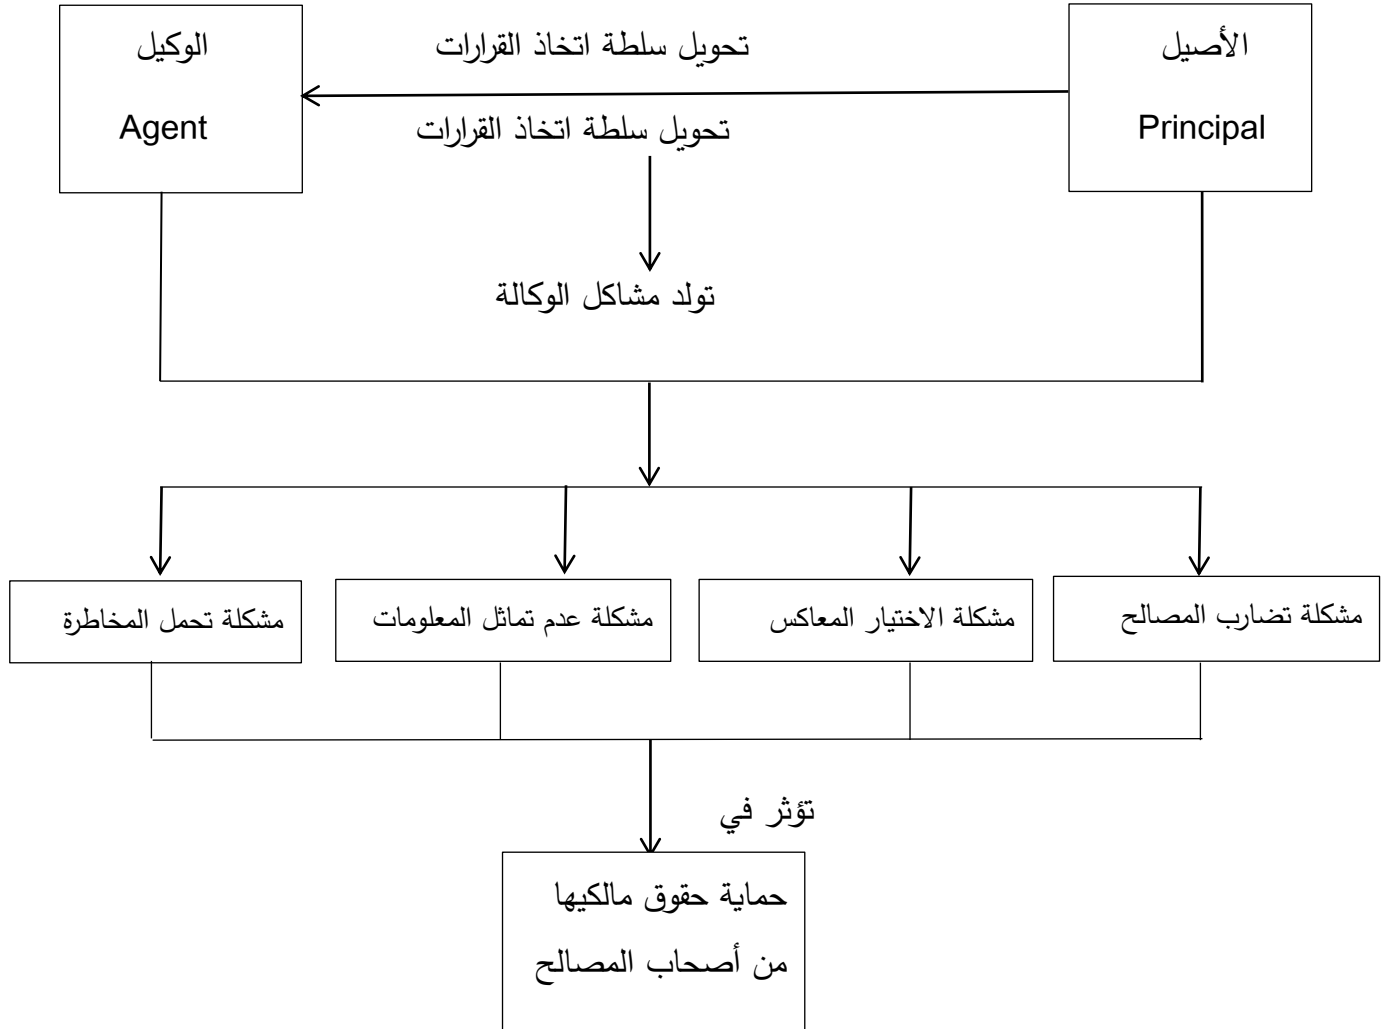 الأصيل
Principal
تحويل سلطة اتخاذ القرارات
الوكيل
Agent
تحويل سلطة اتخاذ القرارات
تولد مشاكل الوكالة
مشكلة تضارب المصالح
مشكلة الاختيار المعاكس
مشكلة عدم تماثل المعلومات
مشكلة تحمل المخاطرة
تؤثر في
حماية حقوق مالكيها
من أصحاب المصالح